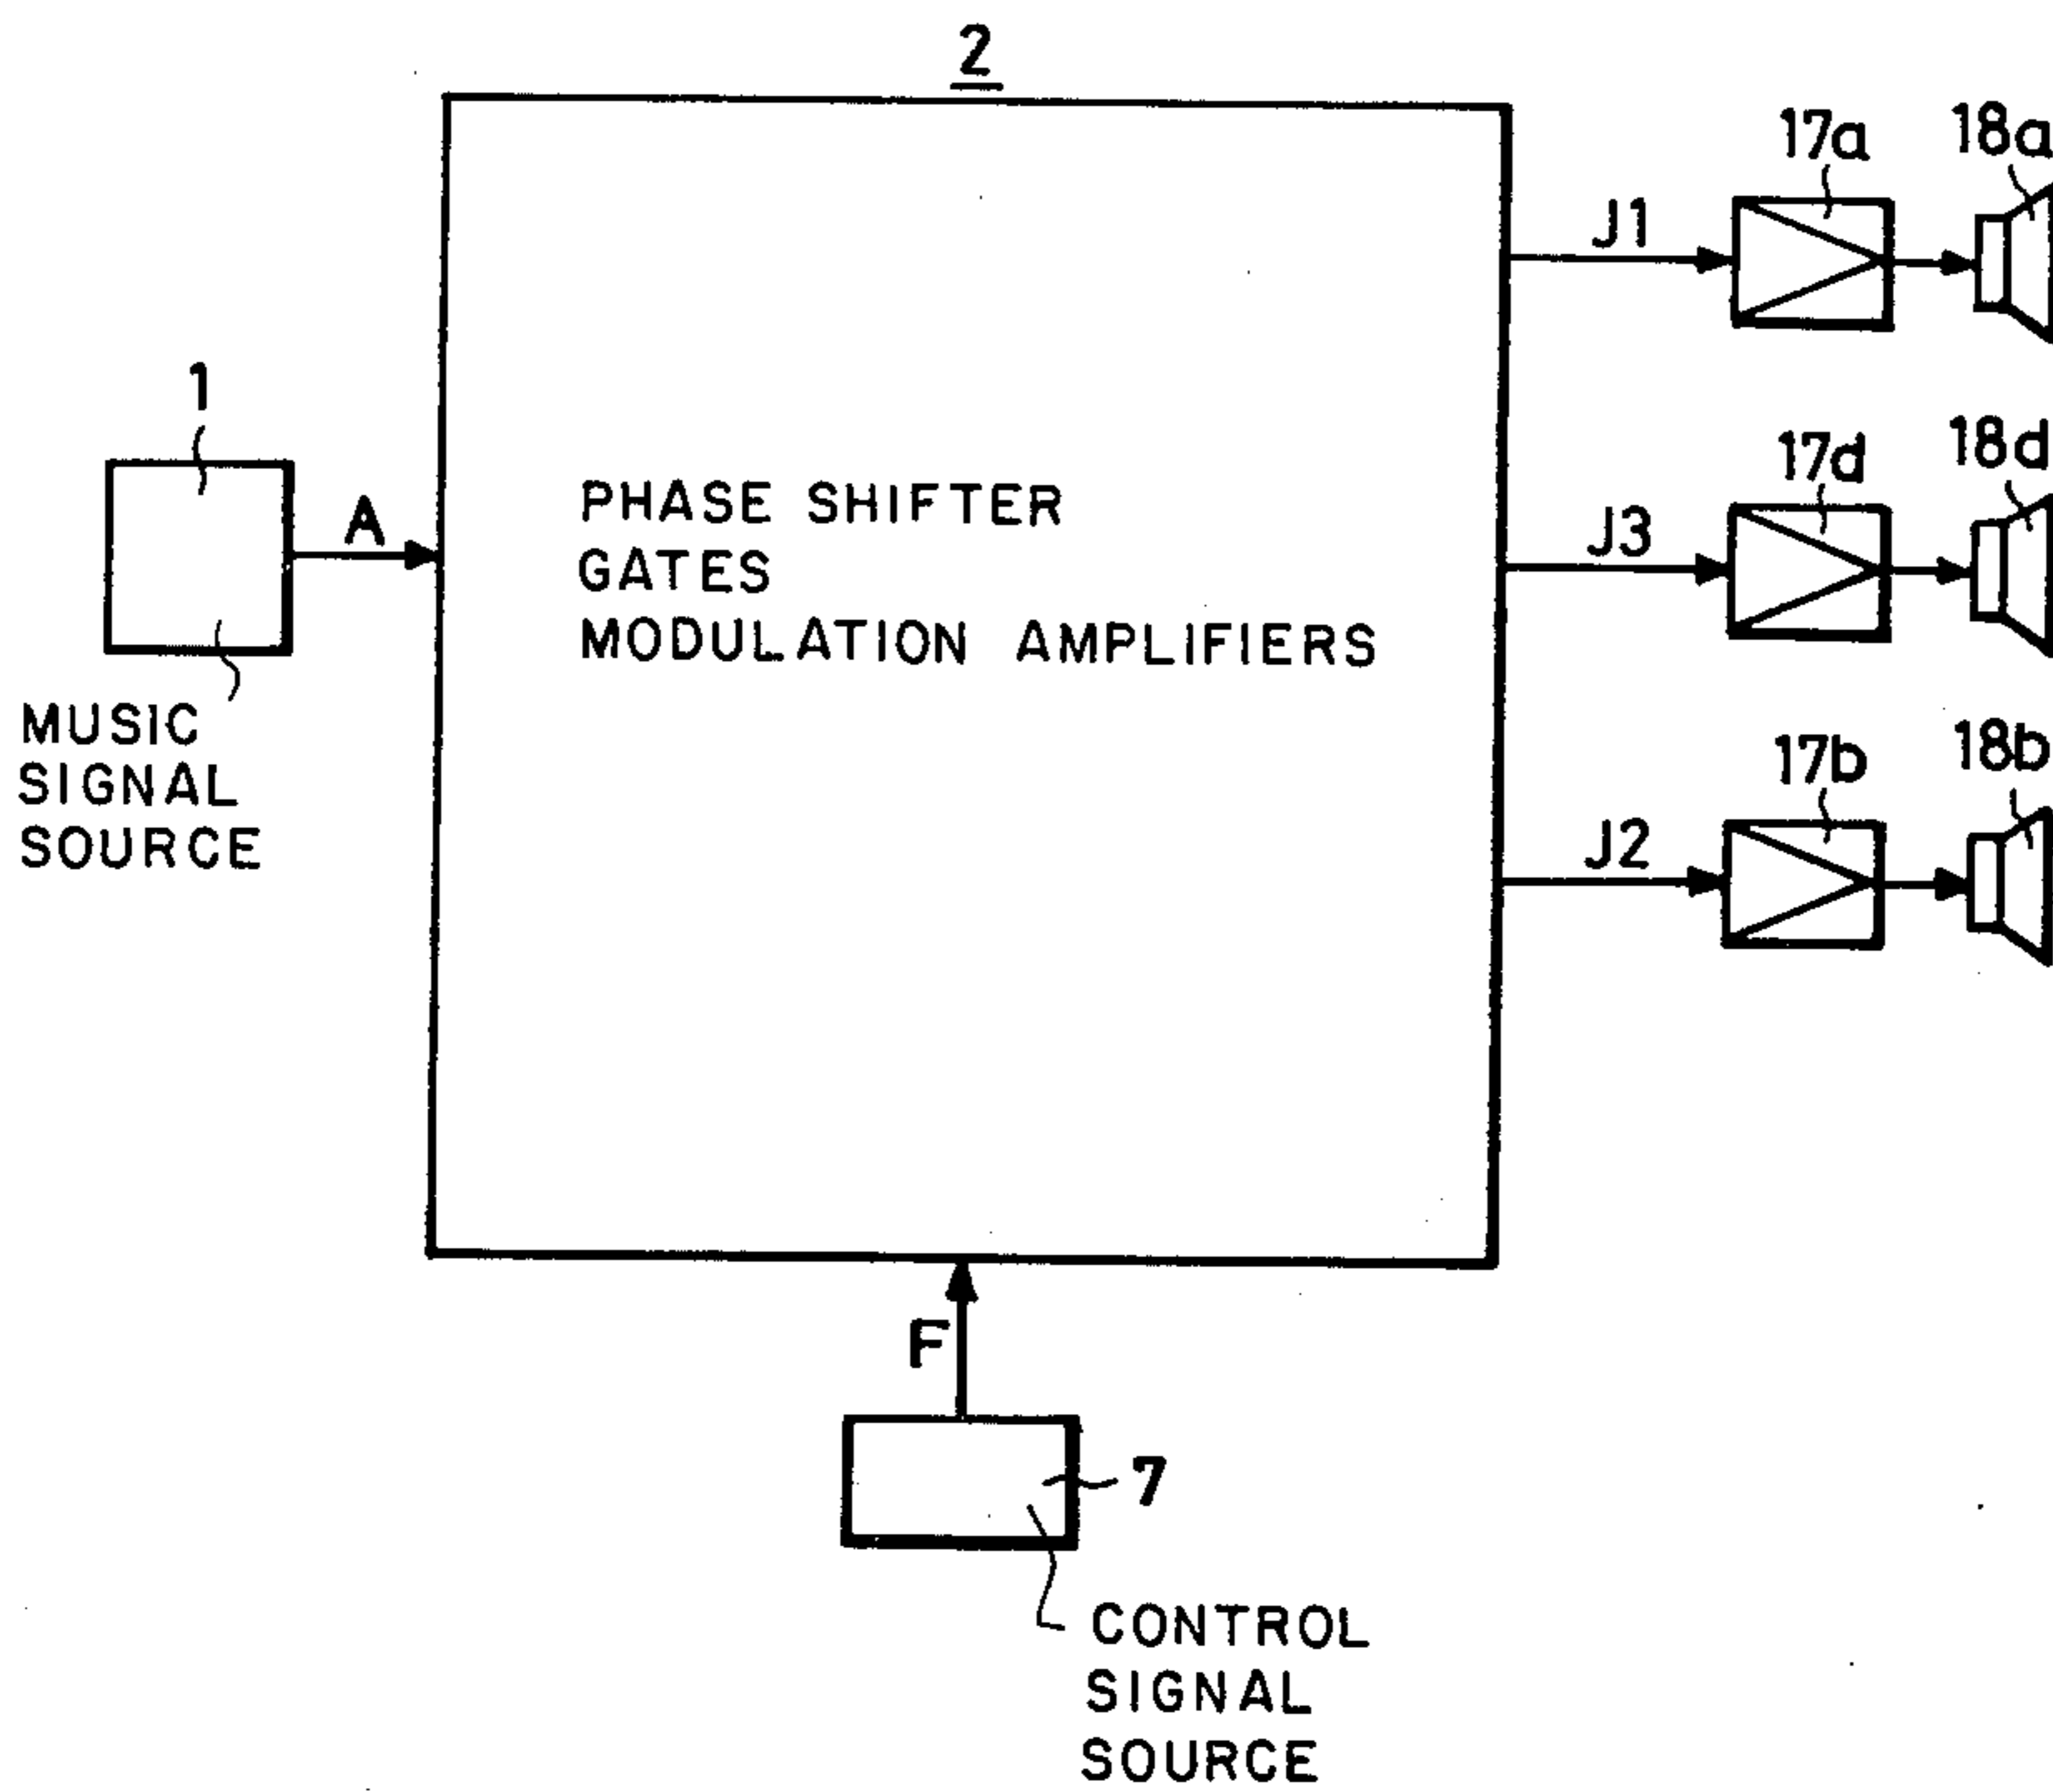 2
17a
18a
J1
1
A
PHASE SHIFTER
GATES
MODULATION AMPLIFIERS
17d
18d
J3
MUSIC
SIGNAL
SOURCE
17b
18b
J2
F
7
CONTROL
SIGNAL
SOURCE